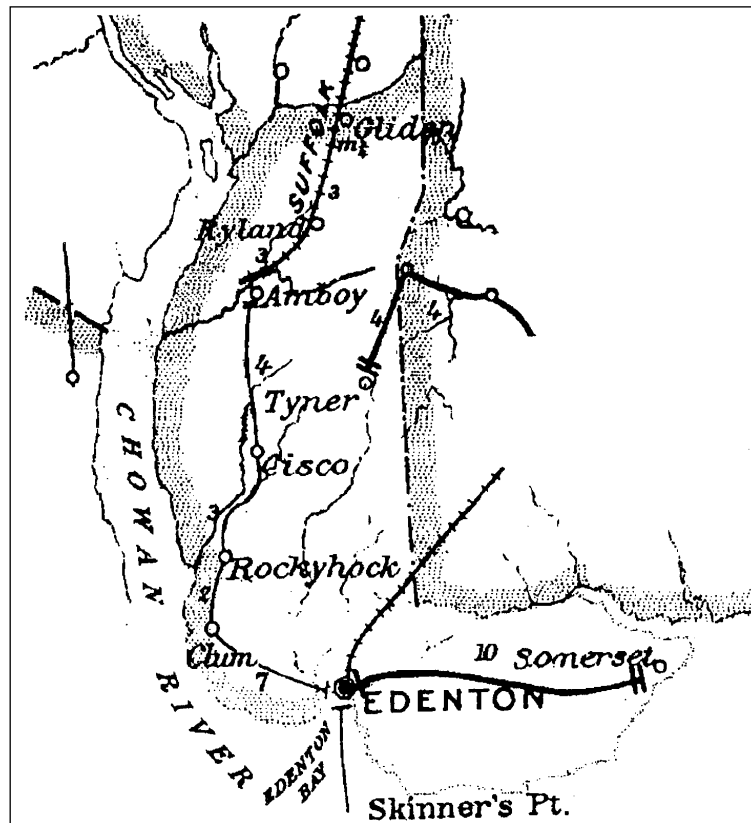 SUFFOLK
Gliden
m
3
Ryland
3
Amboy
4
4
4
Tyner
CHOWAN
Cisco
3
Rockyhock
2
Clum
7
10
Somerset
EDENTON
RIVER
EDENTON
BAY
Skinner's Pt.